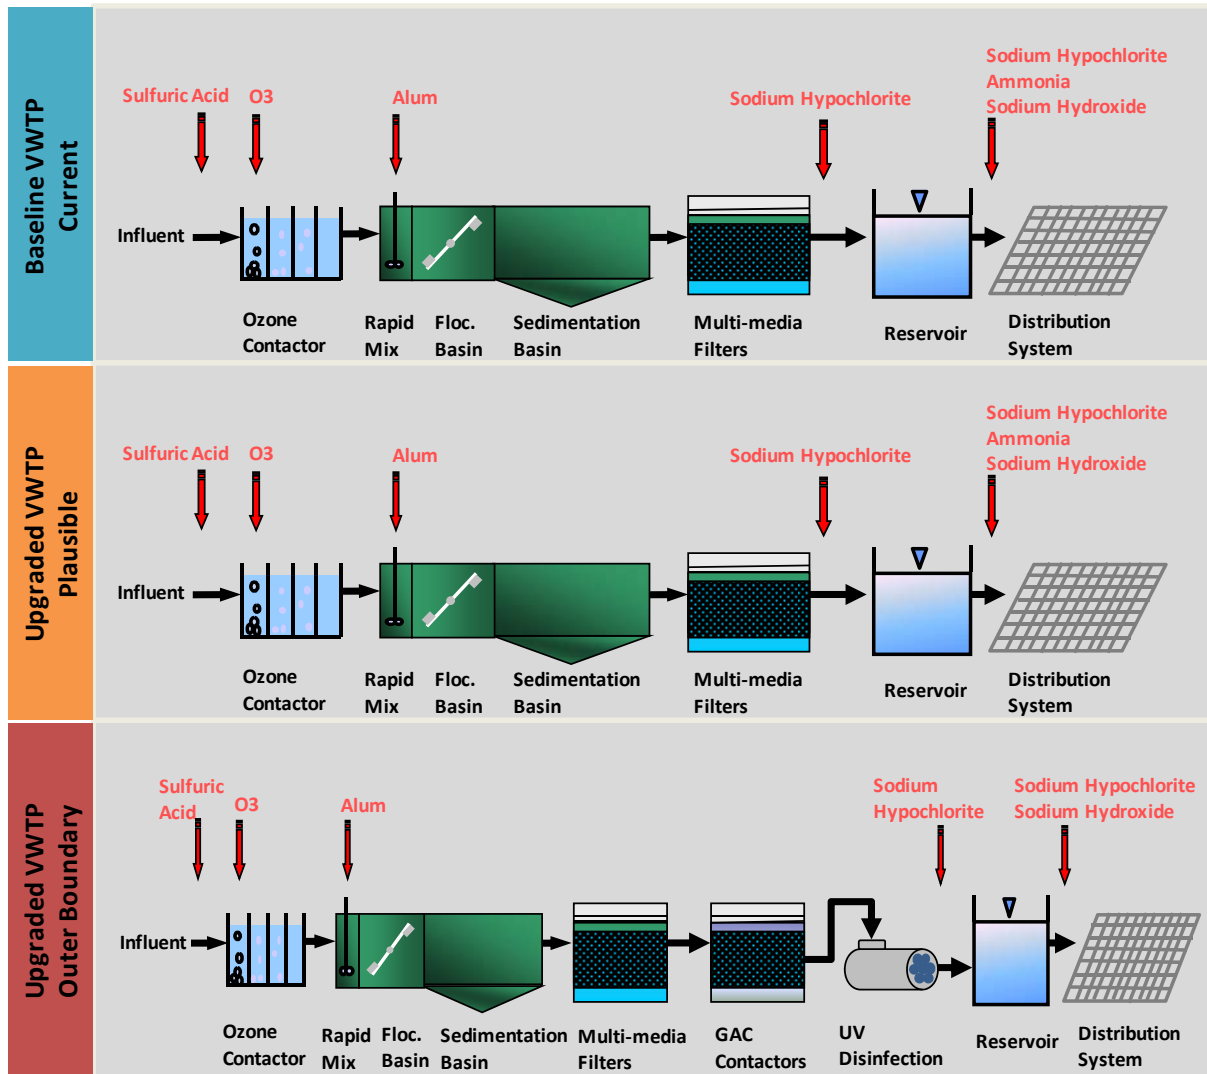 Baseline VWTP
Current
Sulfuric Acid
O3
Alum
Sodium Hypochlorite
Sodium Hypochlorite
Ammonia
Sodium Hydroxide
Influent
Ozone
Contactor
Rapid
Mix
Floc.
Basin
Sedimentation
Basin
Multi-media
Filters
Reservoir
Distribution
System
Upgraded VWTP
Plausible
Sulfuric Acid
O3
Alum
Sodium Hypochlorite
Sodium Hypochlorite
Ammonia
Sodium Hydroxide
Influent
Ozone
Contactor
Rapid
Mix
Floc.
Basin
Sedimentation
Basin
Multi-media
Filters
Reservoir
Distribution
System
Upgraded VWTP
Outer Boundary
Sulfuric
Acid
O3
Alum
Sodium
Hypochlorite
Sodium Hypochlorite
Sodium Hydroxide
Influent
Ozone
Contactor
Rapid
Mix
Floc.
Basin
Sedimentation
Basin
Multi-media
Filters
GAC
Contactors
UV
Disinfection
Reservoir
Distribution
System